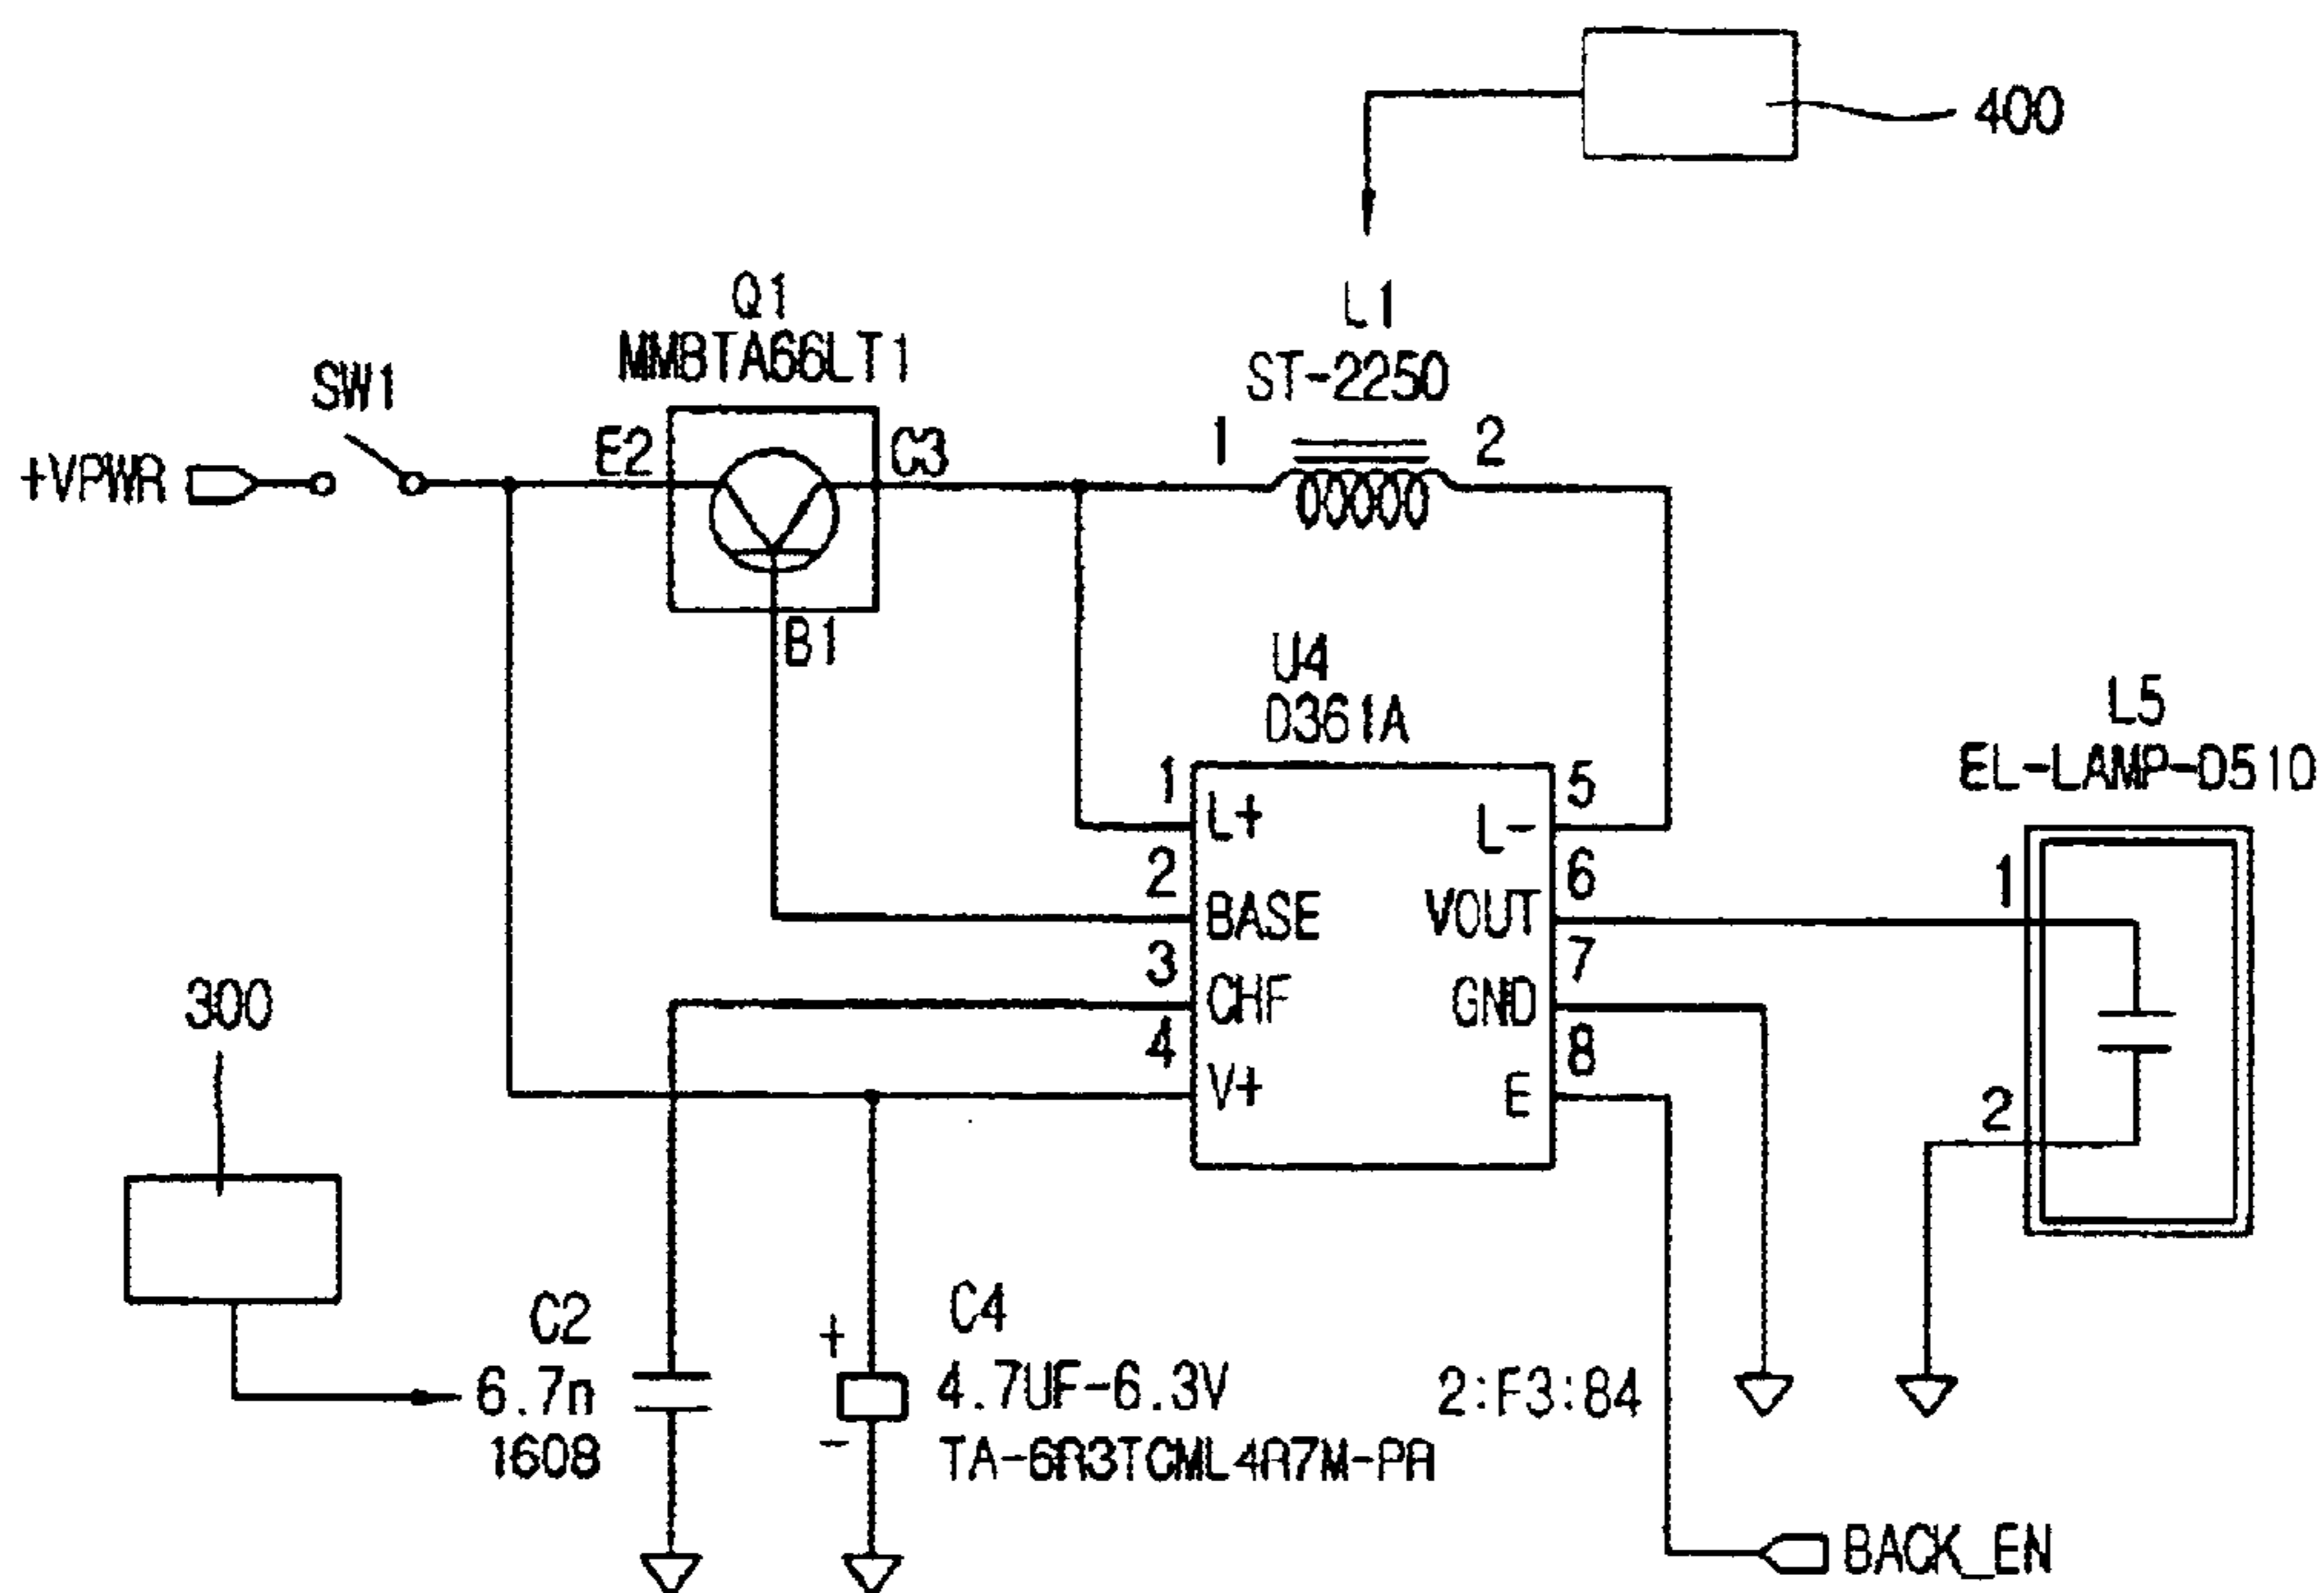 400
Q1
MMBTA66LT1
L1
ST-2250
SW1
+VPWR
E2
C3
1
2
B1
U4
D361A
L5
EL-LAMP-D510
1
5
L+
L-
2
6
BASE
VOUT
1
3
7
CHF
GND
300
4
8
V+
E
2
C2
6.7n
1608
+
-
C4
4.7UF-6.3V
TA-6R3TCML4R7M-PR
2:F3:84
BACK_EN